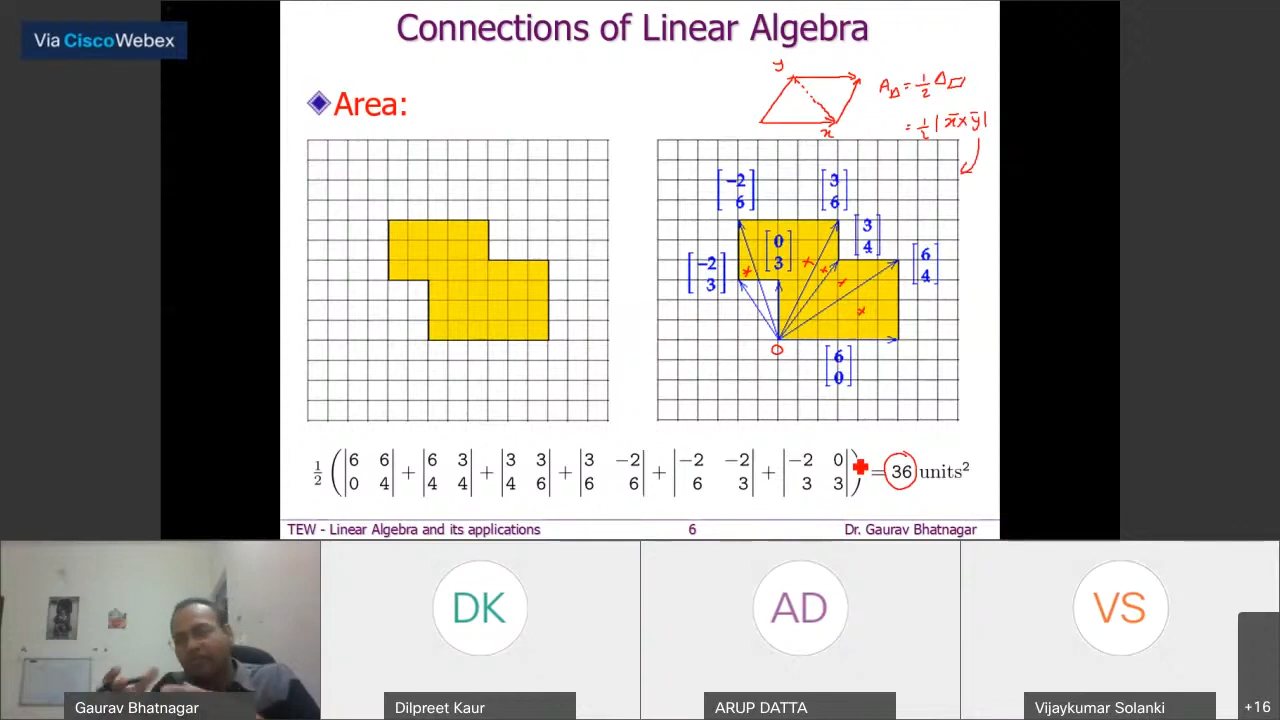 Via CiscoWebex
Connections of Linear Algebra
Area:
y
x
A△ = 1/2 △▱
= 1/2 | x̄ × ȳ |
[-2 6]
[3 6]
[3 4]
[0 3]
[6 4]
[-2 3]
O
[6 0]
1/2 ( |6 6; 0 4| + |6 3; 4 4| + |3 3; 4 6| + |3 -2; 6 6| + |-2 -2; 6 3| + |-2 0; 3 3| ) = 36 units²
TEW - Linear Algebra and its applications 6 Dr. Gaurav Bhatnagar
DK AD VS
Gaurav Bhatnagar Dilpreet Kaur ARUP DATTA Vijaykumar Solanki +16